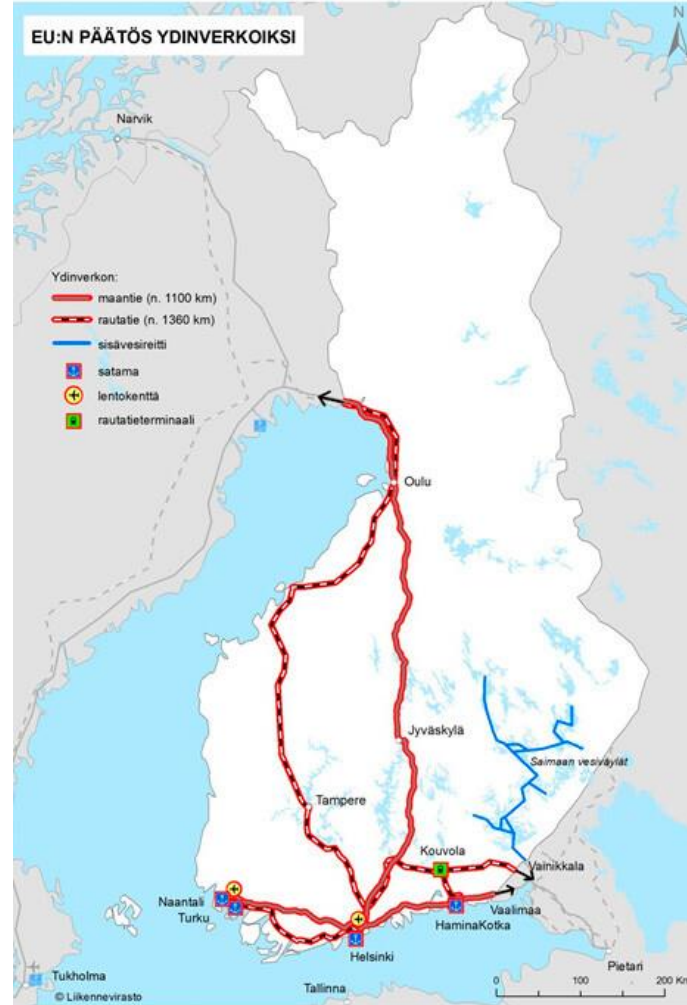 EU:N PÄÄTÖS YDINVERKOIKSI
N
Narvik
Ydinverkon:
maantie (n. 1100 km)
rautatie (n. 1360 km)
sisävesireitti
satama
lentokenttä
rautatieterminaali
Oulu
Jyväskylä
Saimaan vesiväylät
Tampere
Kouvola
Vainikkala
Naantali
Turku
Vaalimaa
HaminaKotka
Helsinki
Pietari
Tukholma
Tallinna
0 100 200 Km
© Liikennevirasto